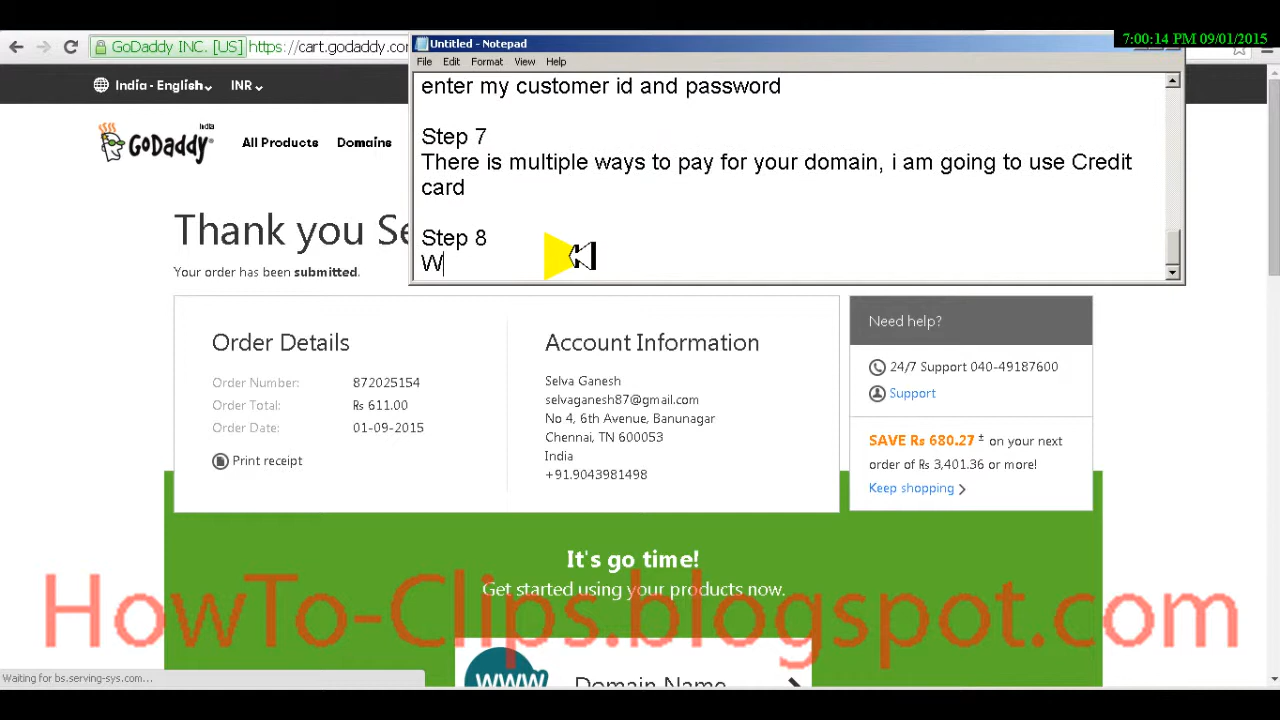 Untitled - Notepad
7:00:14 PM 09/01/2015
GoDaddy INC. [US] https://cart.godaddy.co
File Edit Format View Help
India - English INR
enter my customer id and password
GoDaddy India
All Products Domains
Step 7
There is multiple ways to pay for your domain, i am going to use Credit
card
Step 8
W
Thank you Se
Your order has been submitted.
Order Details
Order Number: 872025154
Order Total: Rs 611.00
Order Date: 01-09-2015
Print receipt
Account Information
Selva Ganesh
selvaganesh87@gmail.com
No 4, 6th Avenue, Banunagar
Chennai, TN 600053
India
+91.9043981498
Need help?
24/7 Support 040-49187600
Support
SAVE Rs 680.27 ± on your next
order of Rs 3,401.36 or more!
Keep shopping
It's go time!
Get started using your products now.
HowTo-Clips.blogspot.com
WWW
Domain Name
Waiting for bs.serving-sys.com...